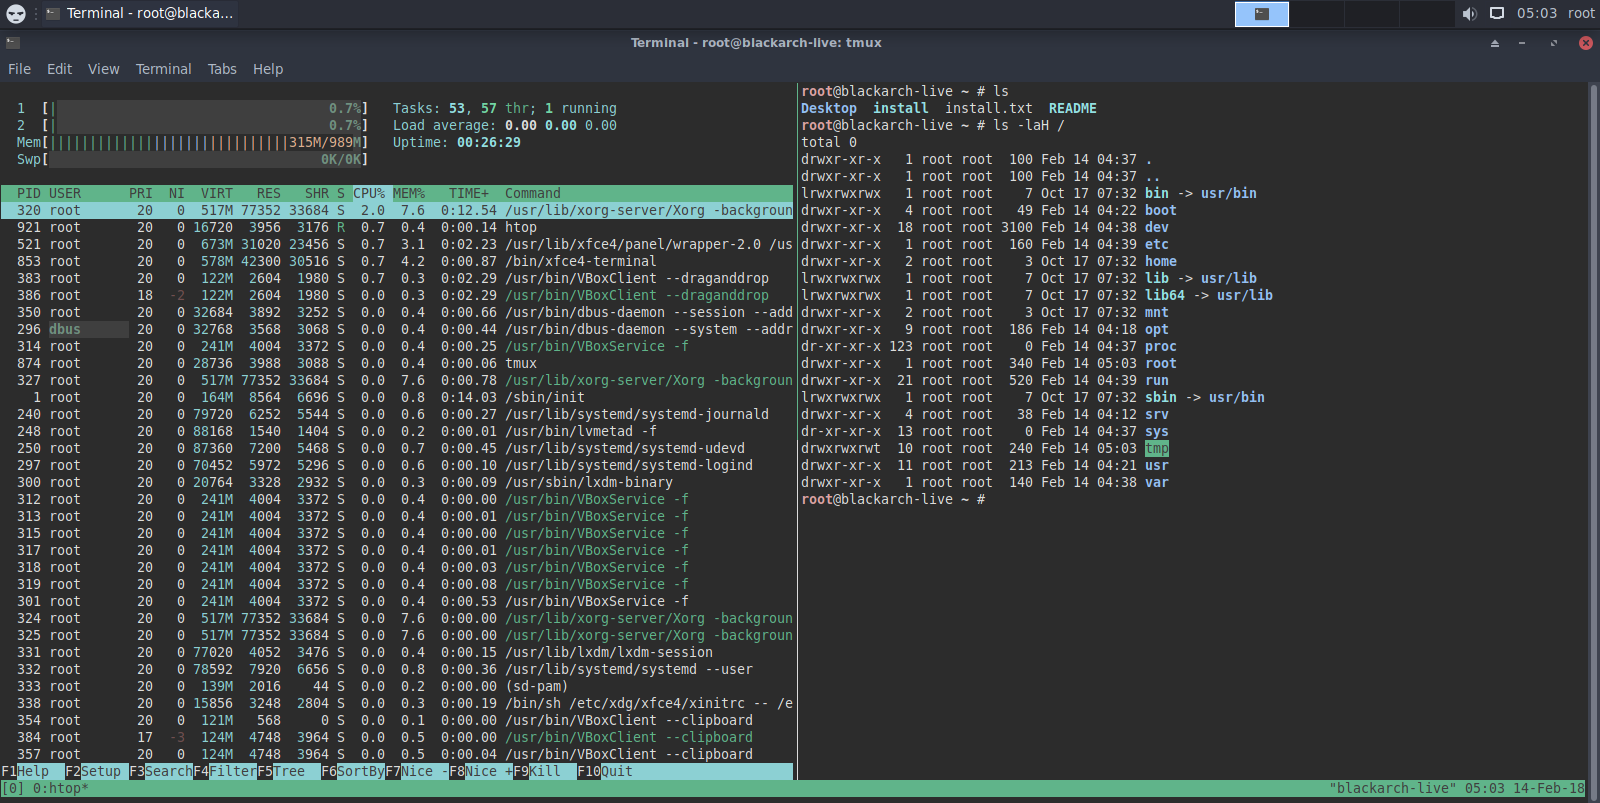 Terminal - root@blacka...
05:03 root
Terminal - root@blackarch-live: tmux
File Edit View Terminal Tabs Help
1 [| 0.7%] Tasks: 53, 57 thr; 1 running
2 [| 0.7%] Load average: 0.00 0.00 0.00
Mem[||||||||||||||||||||||||||||||315M/989M] Uptime: 00:26:29
Swp[ 0K/0K]
PID USER PRI NI VIRT RES SHR S CPU% MEM% TIME+ Command
320 root 20 0 517M 77352 33684 S 2.0 7.6 0:12.54 /usr/lib/xorg-server/Xorg -backgroun
921 root 20 0 16720 3956 3176 R 0.7 0.4 0:00.14 htop
521 root 20 0 673M 31020 23456 S 0.7 3.1 0:02.23 /usr/lib/xfce4/panel/wrapper-2.0 /us
853 root 20 0 578M 42300 30516 S 0.7 4.2 0:00.87 /bin/xfce4-terminal
383 root 20 0 122M 2604 1980 S 0.7 0.3 0:02.29 /usr/bin/VBoxClient --draganddrop
386 root 18 -2 122M 2604 1980 S 0.0 0.3 0:02.29 /usr/bin/VBoxClient --draganddrop
350 root 20 0 32684 3892 3252 S 0.0 0.4 0:00.66 /usr/bin/dbus-daemon --session --add
296 dbus 20 0 32768 3568 3068 S 0.0 0.4 0:00.44 /usr/bin/dbus-daemon --system --addr
314 root 20 0 241M 4004 3372 S 0.0 0.4 0:00.25 /usr/bin/VBoxService -f
874 root 20 0 28736 3988 3088 S 0.0 0.4 0:00.06 tmux
327 root 20 0 517M 77352 33684 S 0.0 7.6 0:00.78 /usr/lib/xorg-server/Xorg -backgroun
1 root 20 0 164M 8564 6696 S 0.0 0.8 0:14.03 /sbin/init
240 root 20 0 79720 6252 5544 S 0.0 0.6 0:00.27 /usr/lib/systemd/systemd-journald
248 root 20 0 88168 1540 1404 S 0.0 0.2 0:00.01 /usr/bin/lvmetad -f
250 root 20 0 87360 7200 5468 S 0.0 0.7 0:00.45 /usr/lib/systemd/systemd-udevd
297 root 20 0 70452 5972 5296 S 0.0 0.6 0:00.10 /usr/lib/systemd/systemd-logind
300 root 20 0 20764 3328 2932 S 0.0 0.3 0:00.09 /usr/sbin/lxdm-binary
312 root 20 0 241M 4004 3372 S 0.0 0.4 0:00.00 /usr/bin/VBoxService -f
313 root 20 0 241M 4004 3372 S 0.0 0.4 0:00.01 /usr/bin/VBoxService -f
315 root 20 0 241M 4004 3372 S 0.0 0.4 0:00.00 /usr/bin/VBoxService -f
317 root 20 0 241M 4004 3372 S 0.0 0.4 0:00.01 /usr/bin/VBoxService -f
318 root 20 0 241M 4004 3372 S 0.0 0.4 0:00.03 /usr/bin/VBoxService -f
319 root 20 0 241M 4004 3372 S 0.0 0.4 0:00.08 /usr/bin/VBoxService -f
301 root 20 0 241M 4004 3372 S 0.0 0.4 0:00.53 /usr/bin/VBoxService -f
324 root 20 0 517M 77352 33684 S 0.0 7.6 0:00.00 /usr/lib/xorg-server/Xorg -backgroun
325 root 20 0 517M 77352 33684 S 0.0 7.6 0:00.00 /usr/lib/xorg-server/Xorg -backgroun
331 root 20 0 77020 4052 3476 S 0.0 0.4 0:00.15 /usr/lib/lxdm/lxdm-session
332 root 20 0 78592 7920 6656 S 0.0 0.8 0:00.36 /usr/lib/systemd/systemd --user
333 root 20 0 139M 2016 44 S 0.0 0.2 0:00.00 (sd-pam)
338 root 20 0 15856 3248 2804 S 0.0 0.3 0:00.19 /bin/sh /etc/xdg/xfce4/xinitrc -- /e
354 root 20 0 121M 568 0 S 0.0 0.1 0:00.00 /usr/bin/VBoxClient --clipboard
384 root 17 -3 124M 4748 3964 S 0.0 0.5 0:00.00 /usr/bin/VBoxClient --clipboard
357 root 20 0 124M 4748 3964 S 0.0 0.5 0:00.04 /usr/bin/VBoxClient --clipboard
F1Help F2Setup F3SearchF4FilterF5Tree F6SortByF7Nice -F8Nice +F9Kill F10Quit
root@blackarch-live ~ # ls
Desktop install install.txt README
root@blackarch-live ~ # ls -laH /
total 0
drwxr-xr-x 1 root root 100 Feb 14 04:37 .
drwxr-xr-x 1 root root 100 Feb 14 04:37 ..
lrwxrwxrwx 1 root root 7 Oct 17 07:32 bin -> usr/bin
drwxr-xr-x 4 root root 49 Feb 14 04:22 boot
drwxr-xr-x 18 root root 3100 Feb 14 04:38 dev
drwxr-xr-x 1 root root 160 Feb 14 04:39 etc
drwxr-xr-x 2 root root 3 Oct 17 07:32 home
lrwxrwxrwx 1 root root 7 Oct 17 07:32 lib -> usr/lib
lrwxrwxrwx 1 root root 7 Oct 17 07:32 lib64 -> usr/lib
drwxr-xr-x 2 root root 3 Oct 17 07:32 mnt
drwxr-xr-x 9 root root 186 Feb 14 04:18 opt
dr-xr-xr-x 123 root root 0 Feb 14 04:37 proc
drwxr-xr-x 1 root root 340 Feb 14 05:03 root
drwxr-xr-x 21 root root 520 Feb 14 04:39 run
lrwxrwxrwx 1 root root 7 Oct 17 07:32 sbin -> usr/bin
drwxr-xr-x 4 root root 38 Feb 14 04:12 srv
dr-xr-xr-x 13 root root 0 Feb 14 04:37 sys
drwxrwxrwt 10 root root 240 Feb 14 05:03 tmp
drwxr-xr-x 11 root root 213 Feb 14 04:21 usr
drwxr-xr-x 1 root root 140 Feb 14 04:38 var
root@blackarch-live ~ #
[0] 0:htop* "blackarch-live" 05:03 14-Feb-18